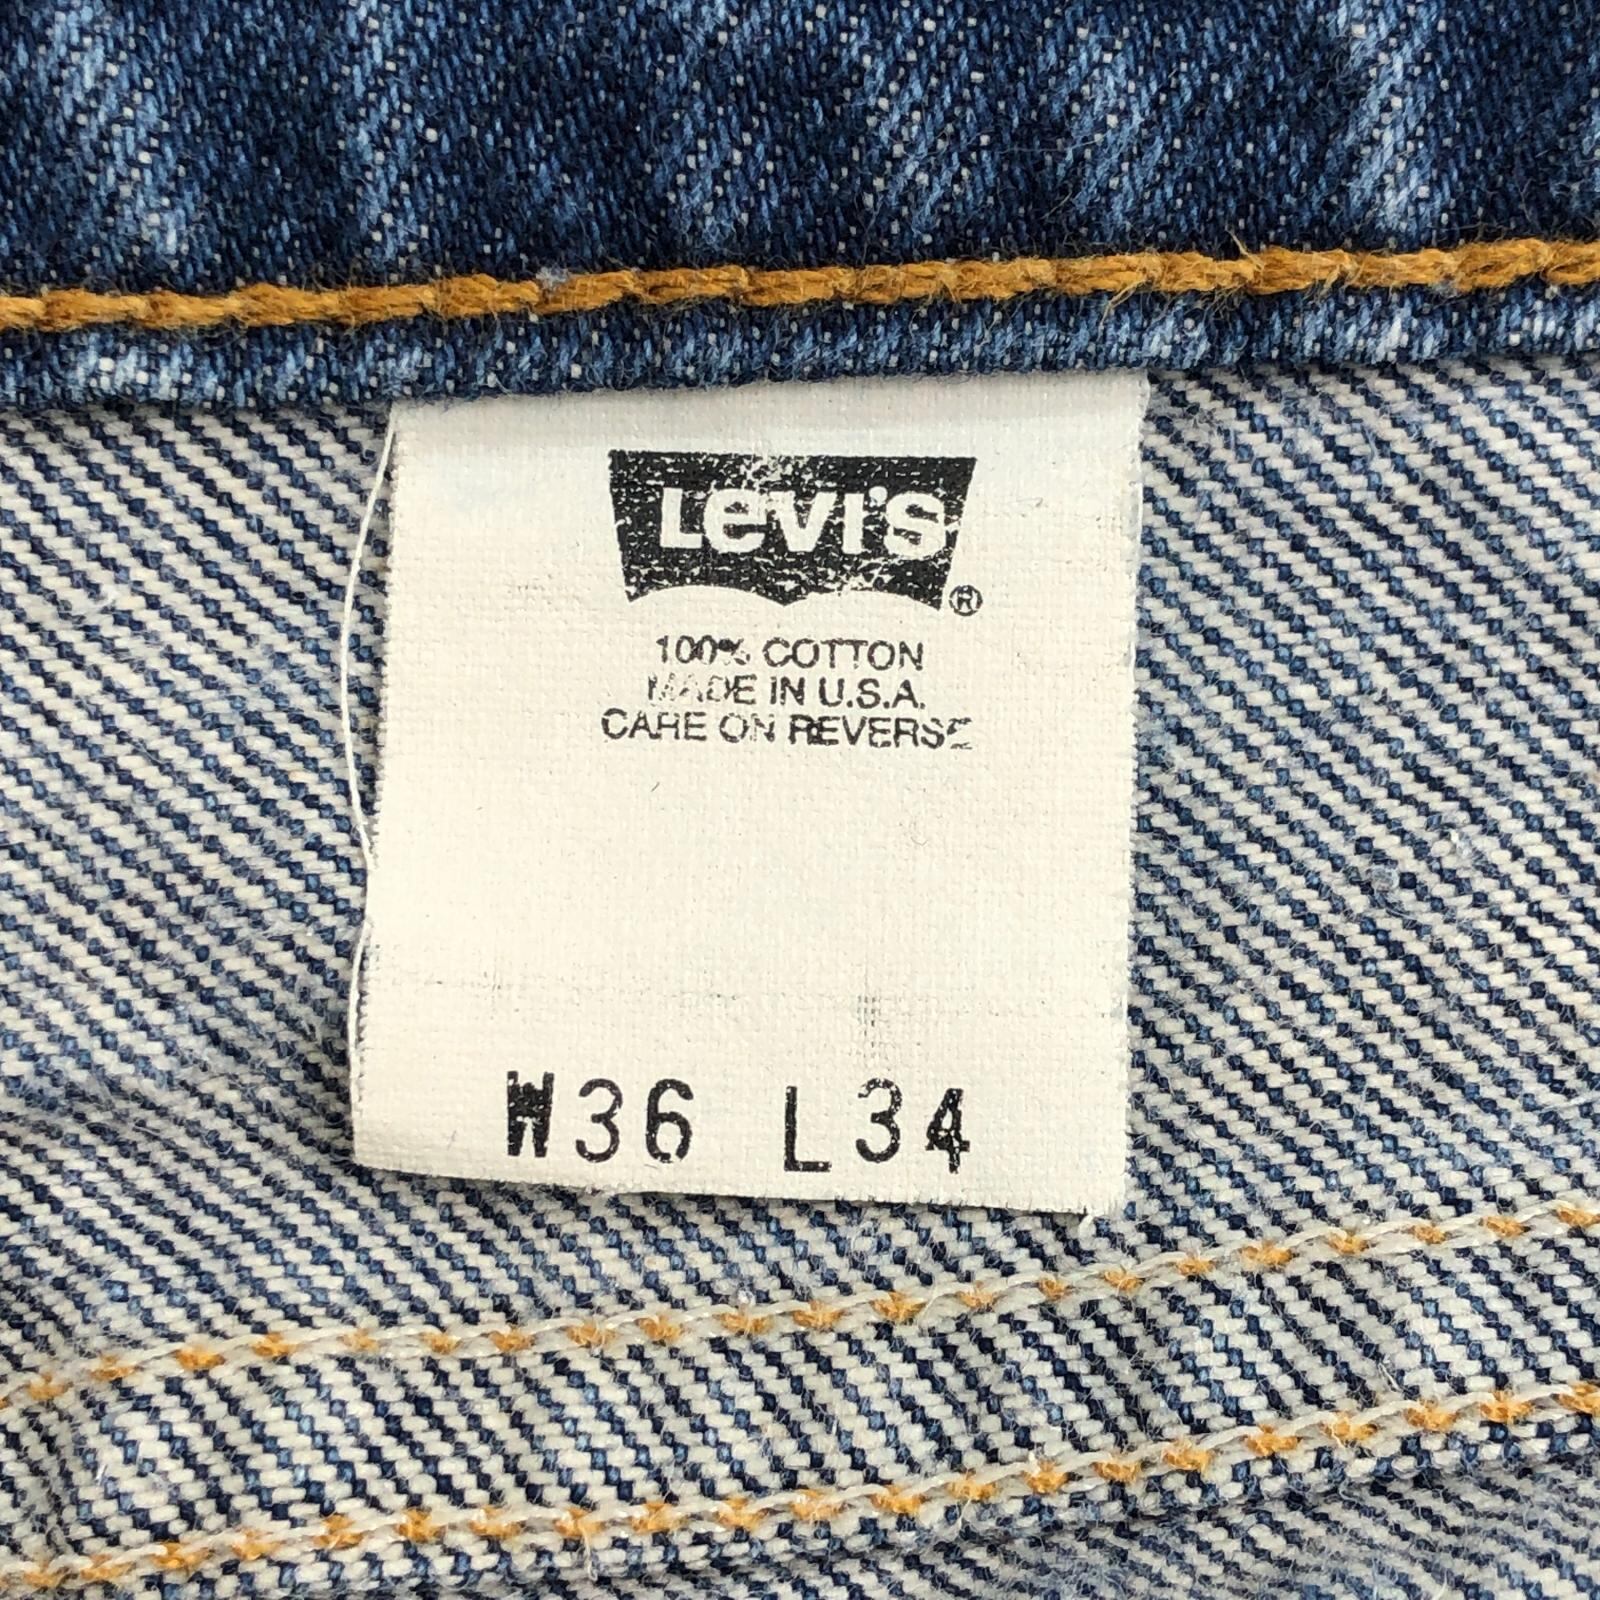 LEVI'S ®
100% COTTON
MADE IN U.S.A.
CARE ON REVERSE
W36 L34